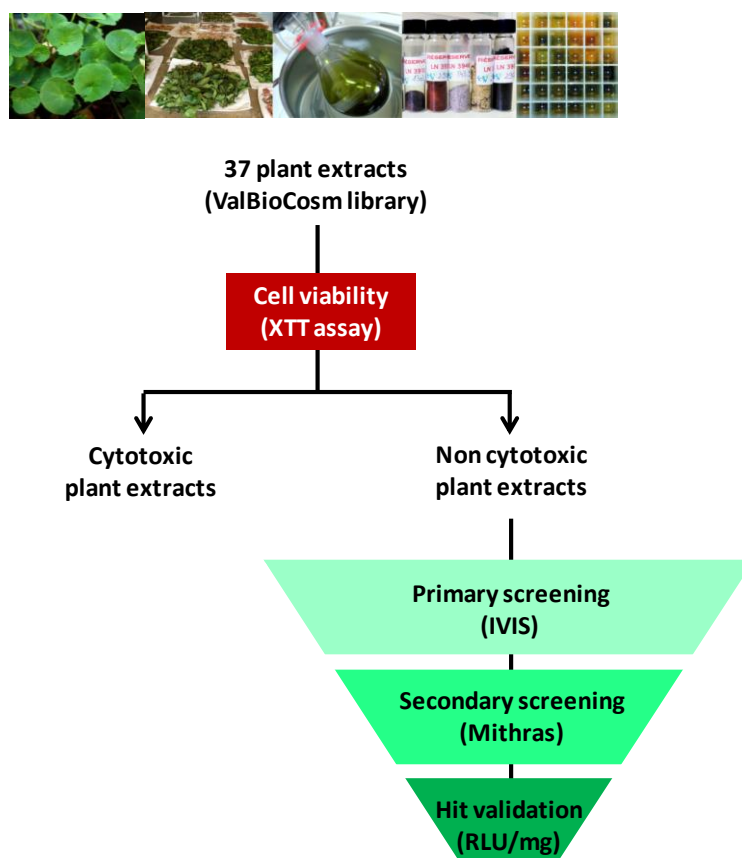 37 plant extracts
(ValBioCosm library)
Cell viability
(XTT assay)
Cytotoxic
plant extracts
Non cytotoxic
plant extracts
Primary screening
(IVIS)
Secondary screening
(Mithras)
Hit validation
(RLU/mg)